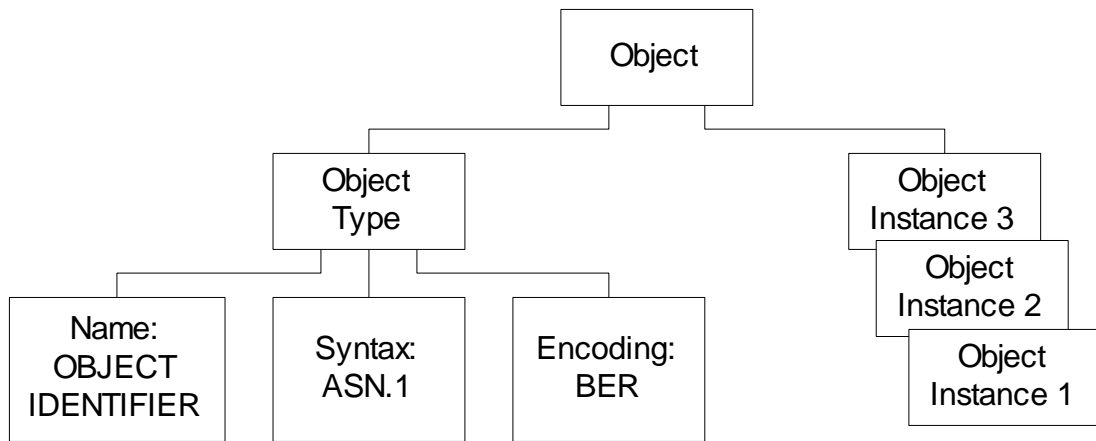 Object
Object
Type
Object
Instance 3
Object
Instance 2
Object
Instance 1
Name:
OBJECT
IDENTIFIER
Syntax:
ASN.1
Encoding:
BER